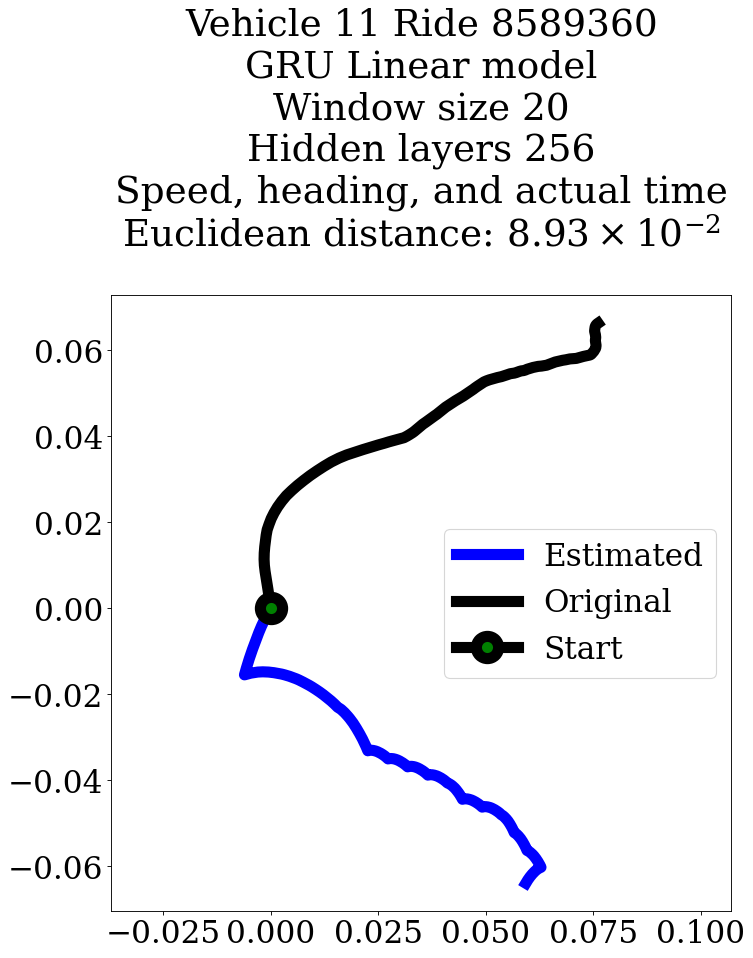 Vehicle 11 Ride 8589360
GRU Linear model
Window size 20
Hidden layers 256
Speed, heading, and actual time
Euclidean distance: 8.93 × 10⁻²
0.06
0.04
0.02
0.00
−0.02
−0.04
−0.06
Estimated
Original
Start
−0.025 0.000 0.025 0.050 0.075 0.100